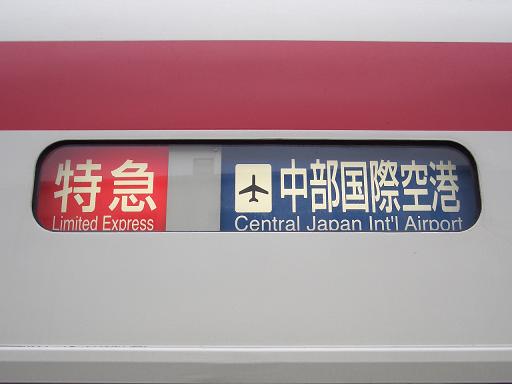 特急
Limited Express
中部国際空港
Central Japan Int'l Airport